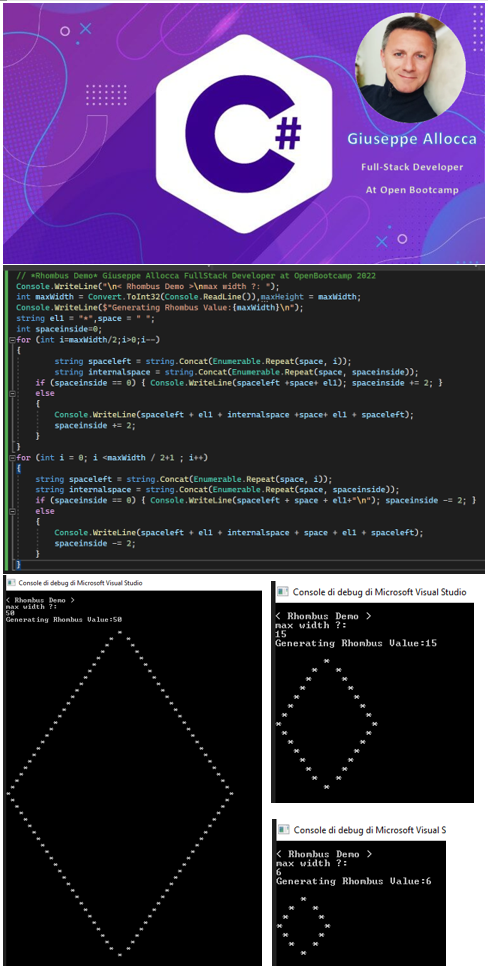 C#
Giuseppe Allocca
Full-Stack Developer
At Open Bootcamp
// *Rhombus Demo* Giuseppe Allocca FullStack Developer at OpenBootcamp 2022
Console.WriteLine("\n< Rhombus Demo >\nmax width ?: ");
int maxWidth = Convert.ToInt32(Console.ReadLine()),maxHeight = maxWidth;
Console.WriteLine($"Generating Rhombus Value:{maxWidth}\n");
string el1 = "*",space = " ";
int spaceinside=0;
for (int i=maxWidth/2;i>0;i--)
{
string spaceleft = string.Concat(Enumerable.Repeat(space, i));
string internalspace = string.Concat(Enumerable.Repeat(space, spaceinside));
if (spaceinside == 0) { Console.WriteLine(spaceleft +space+ el1); spaceinside += 2; }
else
{
Console.WriteLine(spaceleft + el1 + internalspace +space+ el1 + spaceleft);
spaceinside += 2;
}
}
for (int i = 0; i <maxWidth / 2+1 ; i++)
{
string spaceleft = string.Concat(Enumerable.Repeat(space, i));
string internalspace = string.Concat(Enumerable.Repeat(space, spaceinside));
if (spaceinside == 0) { Console.WriteLine(spaceleft + space + el1+"\n"); spaceinside -= 2; }
else
{
Console.WriteLine(spaceleft + el1 + internalspace + space + el1 + spaceleft);
spaceinside -= 2;
}
}
Console di debug di Microsoft Visual Studio
< Rhombus Demo >
max width ?:
50
Generating Rhombus Value:50
Console di debug di Microsoft Visual Studio
< Rhombus Demo >
max width ?:
15
Generating Rhombus Value:15
Console di debug di Microsoft Visual S
< Rhombus Demo >
max width ?:
6
Generating Rhombus Value:6